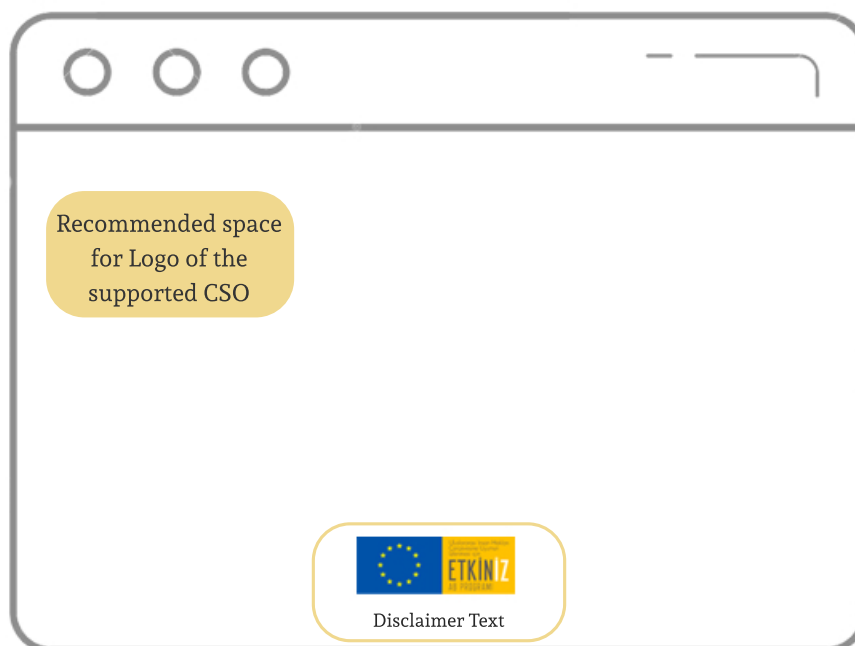 Recommended space
for Logo of the
supported CSO
ETKİNİZ
AB PROGRAMI
Disclaimer Text